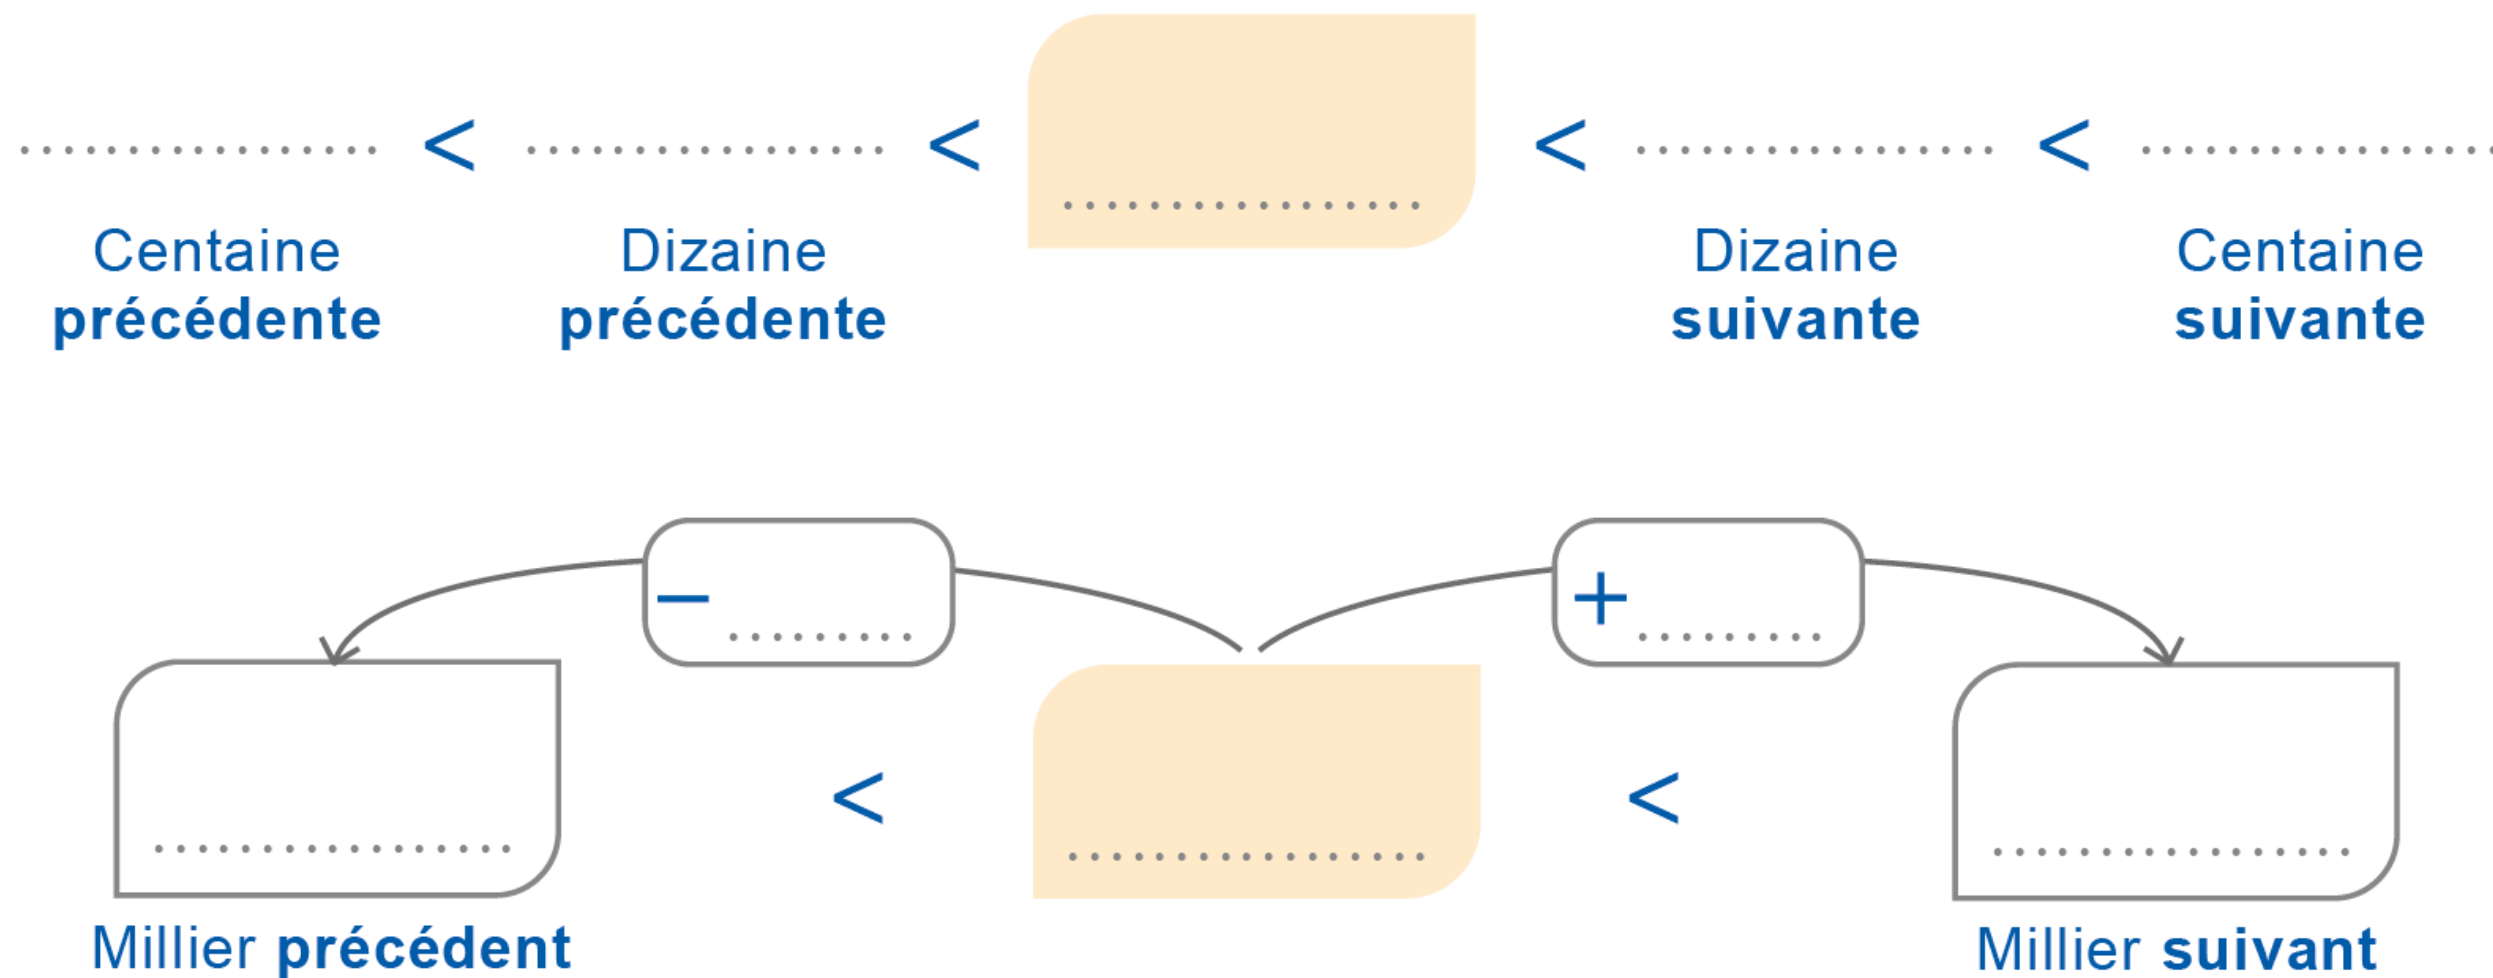 ................. < ................. < ................. < ................. < .................
Centaine Dizaine Dizaine Centaine
précédente précédente suivante suivante
− ......... + .........
................. < ................. < .................
Millier précédent Millier suivant